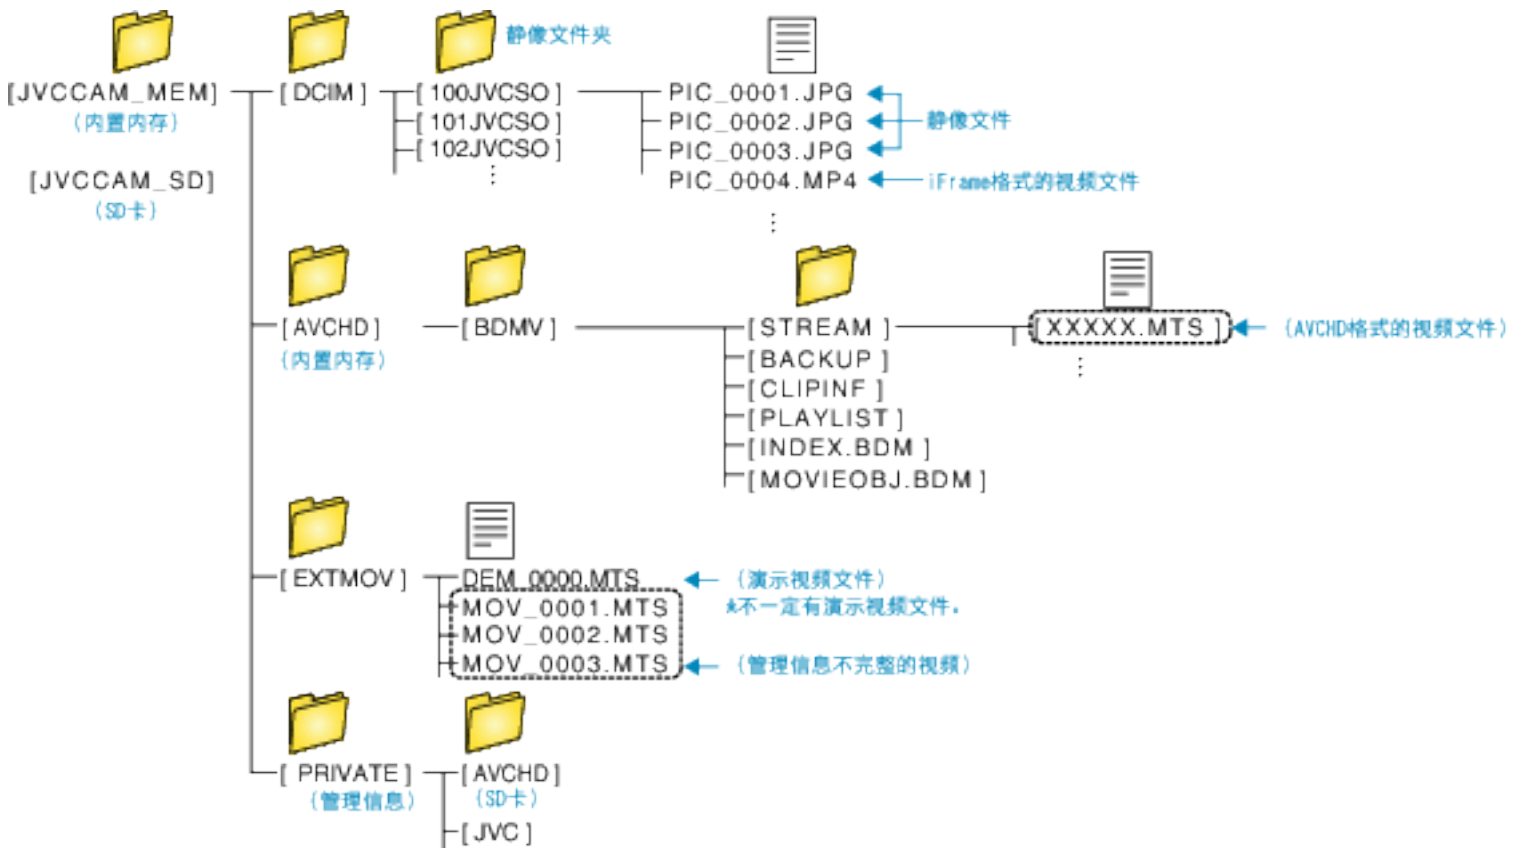 静像文件夹
[JVCCAM_MEM] [DCIM] [100JVCSO] PIC_0001.JPG
(内置内存) [101JVCSO] PIC_0002.JPG 静像文件
[102JVCSO] PIC_0003.JPG
[JVCCAM_SD] PIC_0004.MP4 iFrame格式的视频文件
(SD卡)
[AVCHD] [BDMV] [STREAM] [XXXXX.MTS] (AVCHD格式的视频文件)
(内置内存) [BACKUP]
[CLIPINF]
[PLAYLIST]
[INDEX.BDM]
[MOVIEOBJ.BDM]
[EXTMOV] DEM_0000.MTS (演示视频文件)
MOV_0001.MTS *不一定有演示视频文件。
MOV_0002.MTS
MOV_0003.MTS (管理信息不完整的视频)
[PRIVATE] [AVCHD]
(管理信息) (SD卡)
[JVC]